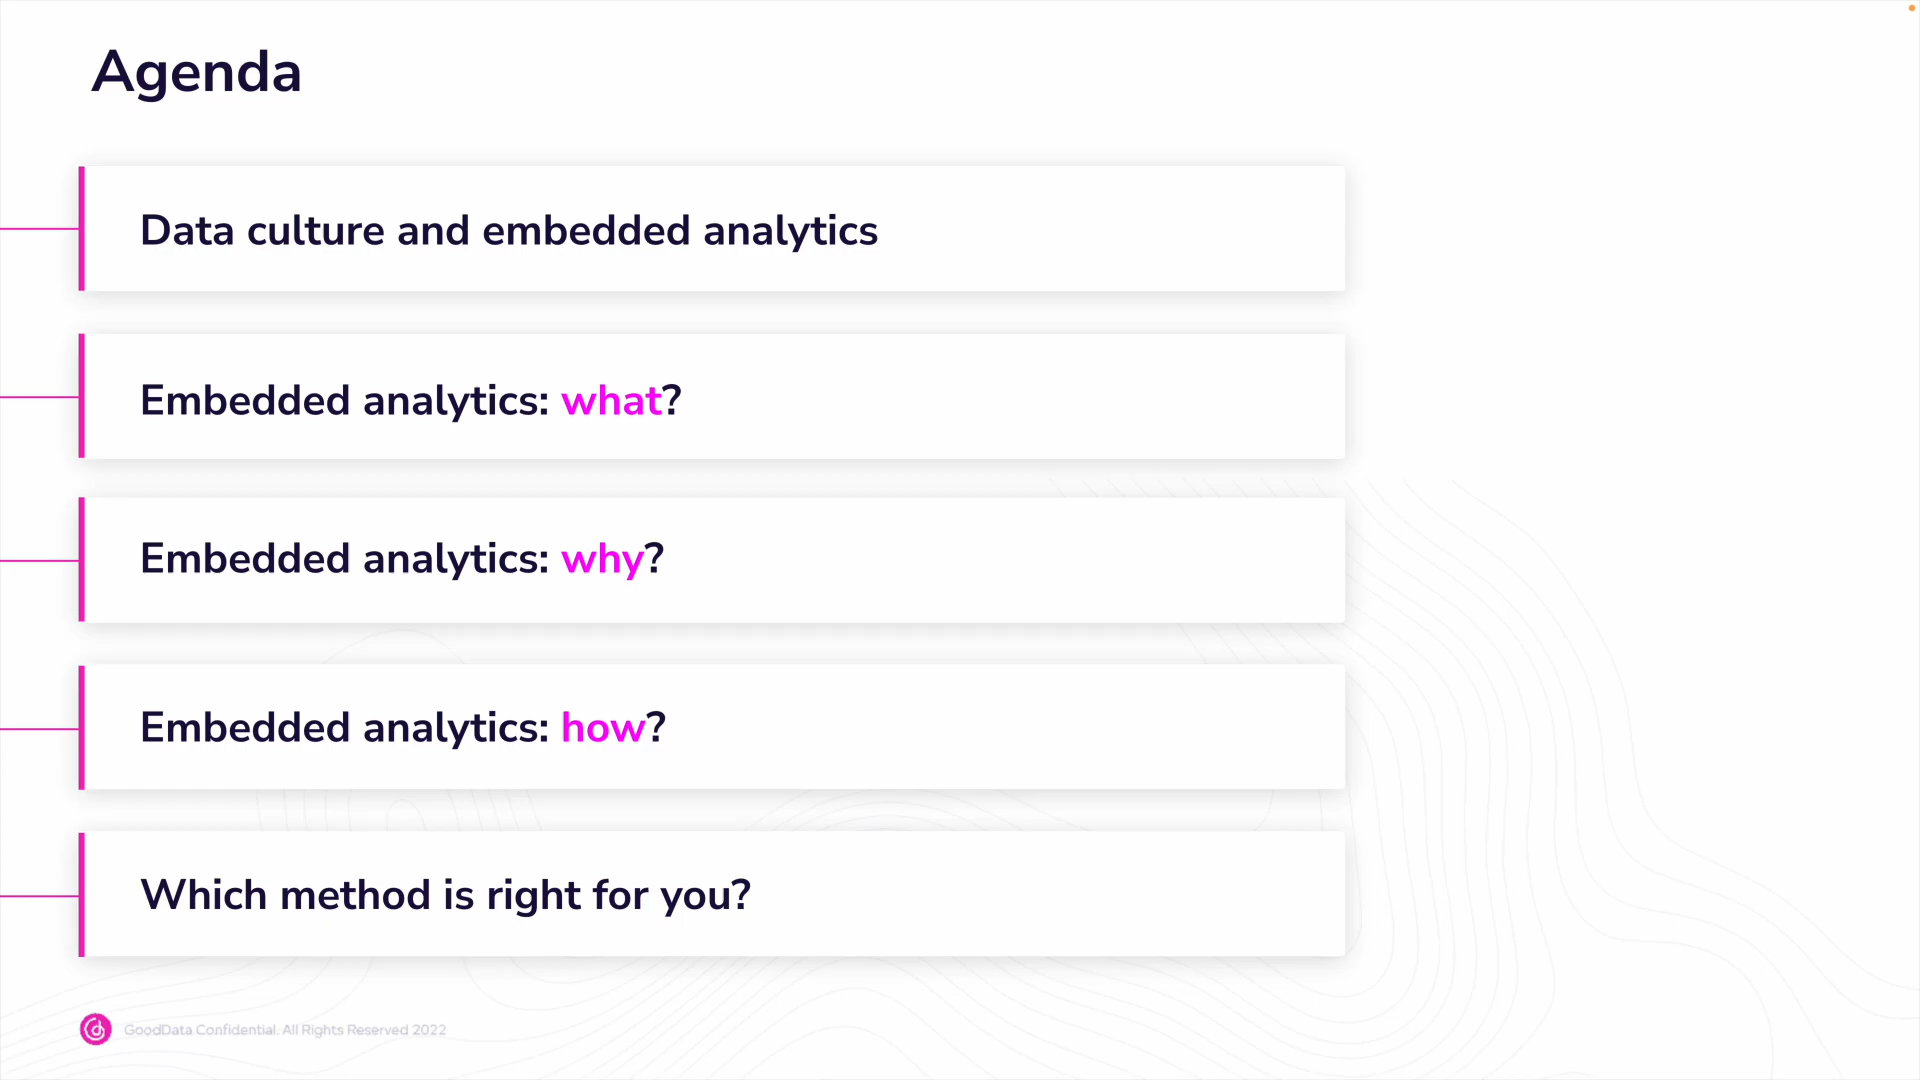 Agenda
Data culture and embedded analytics
Embedded analytics: what?
Embedded analytics: why?
Embedded analytics: how?
Which method is right for you?
GoodData Confidential. All Rights Reserved 2022